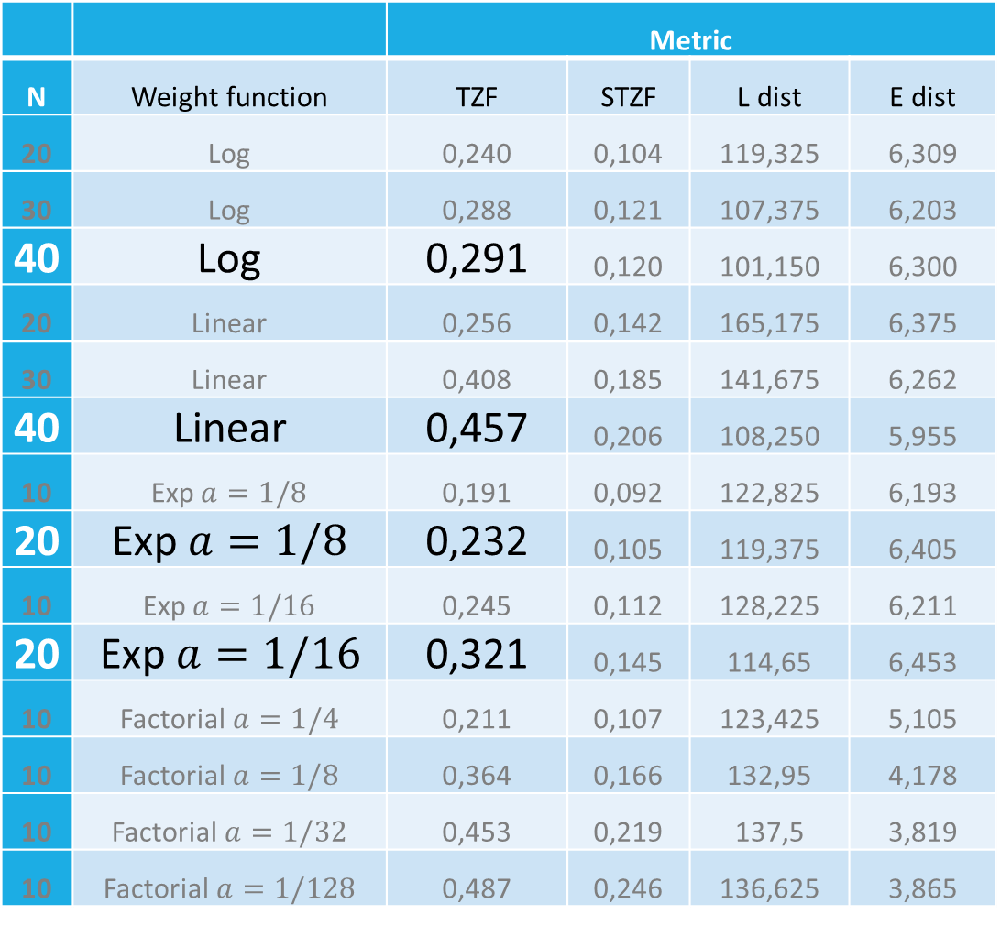 Metric
N Weight function TZF STZF L dist E dist
20 Log 0,240 0,104 119,325 6,309
30 Log 0,288 0,121 107,375 6,203
40 Log 0,291 0,120 101,150 6,300
20 Linear 0,256 0,142 165,175 6,375
30 Linear 0,408 0,185 141,675 6,262
40 Linear 0,457 0,206 108,250 5,955
10 Exp 𝑎 = 1/8 0,191 0,092 122,825 6,193
20 Exp 𝑎 = 1/8 0,232 0,105 119,375 6,405
10 Exp 𝑎 = 1/16 0,245 0,112 128,225 6,211
20 Exp 𝑎 = 1/16 0,321 0,145 114,65 6,453
10 Factorial 𝑎 = 1/4 0,211 0,107 123,425 5,105
10 Factorial 𝑎 = 1/8 0,364 0,166 132,95 4,178
10 Factorial 𝑎 = 1/32 0,453 0,219 137,5 3,819
10 Factorial 𝑎 = 1/128 0,487 0,246 136,625 3,865